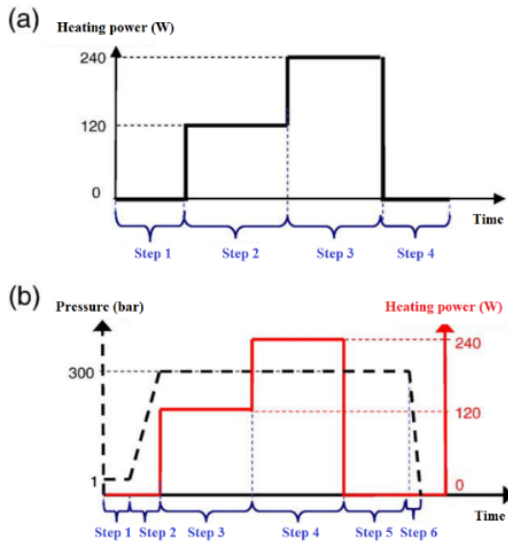 (a)
Heating power (W)
240
120
0
Time
Step 1 Step 2 Step 3 Step 4
(b)
Pressure (bar) Heating power (W)
240
300
120
1
0
Time
Step 1 Step 2 Step 3 Step 4 Step 5 Step 6